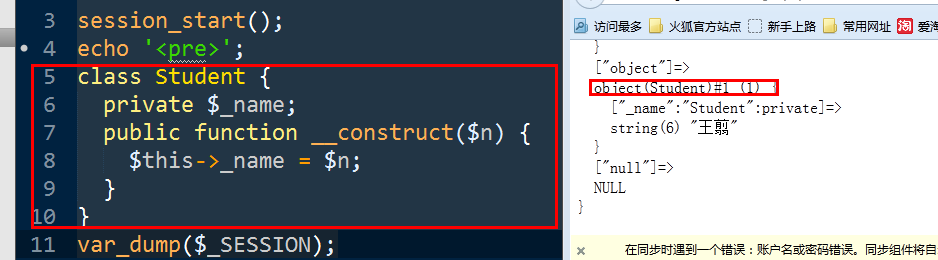 3 session_start();
4 echo '<pre>';
5 class Student {
6 private $_name;
7 public function __construct($n) {
8 $this->_name = $n;
9 }
10 }
11 var_dump($_SESSION);
访问最多 火狐官方站点 新手上路 常用网址 淘 爱淘
}
["object"]=>
object(Student)#1 (1) {
["_name":"Student":private]=>
string(6) "王翦"
}
["null"]=>
NULL
}
在同步时遇到一个错误：账户名或密码错误。同步组件将自